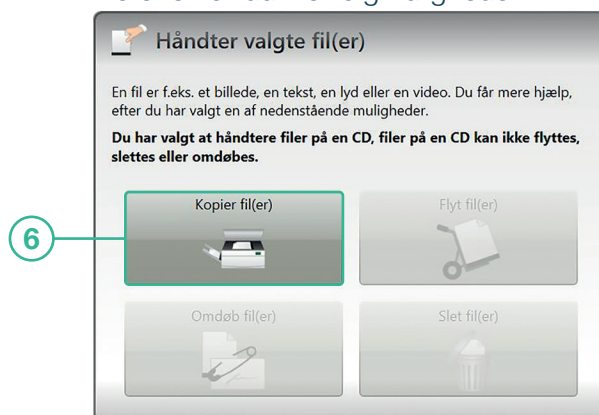 Håndter valgte fil(er)
En fil er f.eks. et billede, en tekst, en lyd eller en video. Du får mere hjælp,
efter du har valgt en af nedenstående muligheder.
Du har valgt at håndtere filer på en CD, filer på en CD kan ikke flyttes,
slettes eller omdøbes.
Kopier fil(er)
Flyt fil(er)
6
Omdøb fil(er)
Slet fil(er)